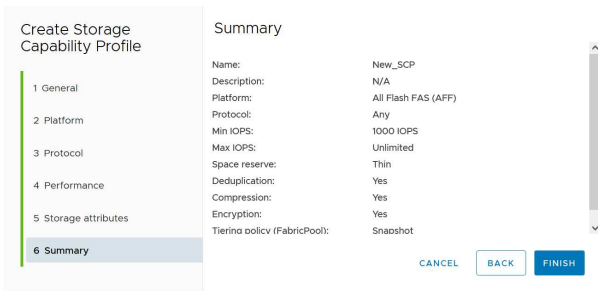 Create Storage
Capability Profile
1 General
2 Platform
3 Protocol
4 Performance
5 Storage attributes
6 Summary
Summary
Name: New_SCP
Description: N/A
Platform: All Flash FAS (AFF)
Protocol: Any
Min IOPS: 1000 IOPS
Max IOPS: Unlimited
Space reserve: Thin
Deduplication: Yes
Compression: Yes
Encryption: Yes
Tiering policy (FabricPool): Snapshot
CANCEL BACK FINISH